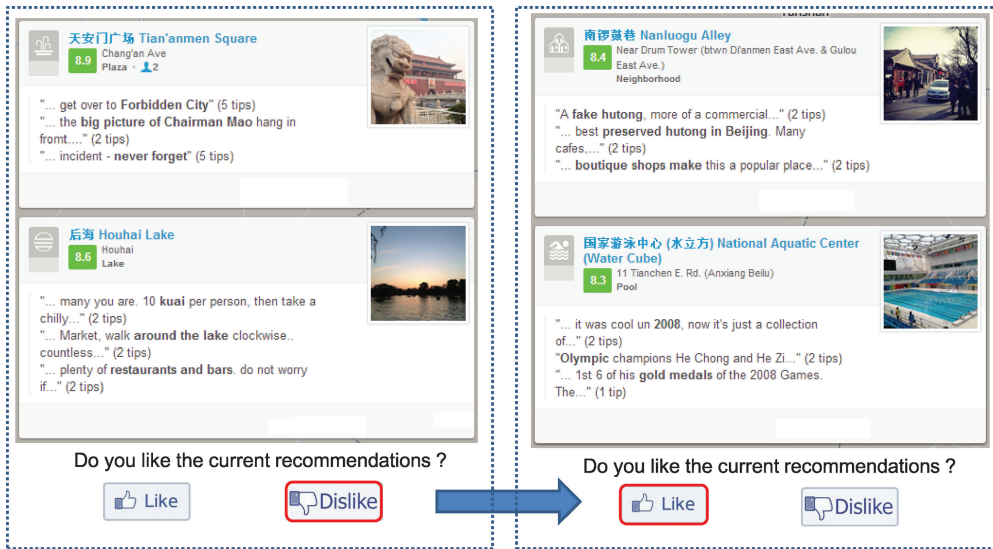 天安门广场 Tian'anmen Square
8.9
Chang'an Ave
Plaza • 2
"... get over to Forbidden City" (5 tips)
"... the big picture of Chairman Mao hang in
fromt...." (2 tips)
"... incident - never forget" (5 tips)
后海 Houhai Lake
8.6
Houhai
Lake
"... many you are. 10 kuai per person, then take a
chilly..." (2 tips)
"... Market, walk around the lake clockwise..
countless..." (2 tips)
"... plenty of restaurants and bars. do not worry
if..." (2 tips)
Do you like the current recommendations ?
Like
Dislike
南锣鼓巷 Nanluogu Alley
8.4
Near Drum Tower (btwn Di'anmen East Ave. & Gulou
East Ave.)
Neighborhood
"A fake hutong, more of a commercial..." (2 tips)
"... best preserved hutong in Beijing. Many
cafes,..." (2 tips)
"... boutique shops make this a popular place..." (2 tips)
国家游泳中心 (水立方) National Aquatic Center
(Water Cube)
8.3
11 Tianchen E. Rd. (Anxiang Beilu)
Pool
"... it was cool un 2008, now it's just a collection
of..." (2 tips)
"Olympic champions He Chong and He Zi..." (2 tips)
"... 1st 6 of his gold medals of the 2008 Games.
The..." (1 tip)
Do you like the current recommendations ?
Like
Dislike